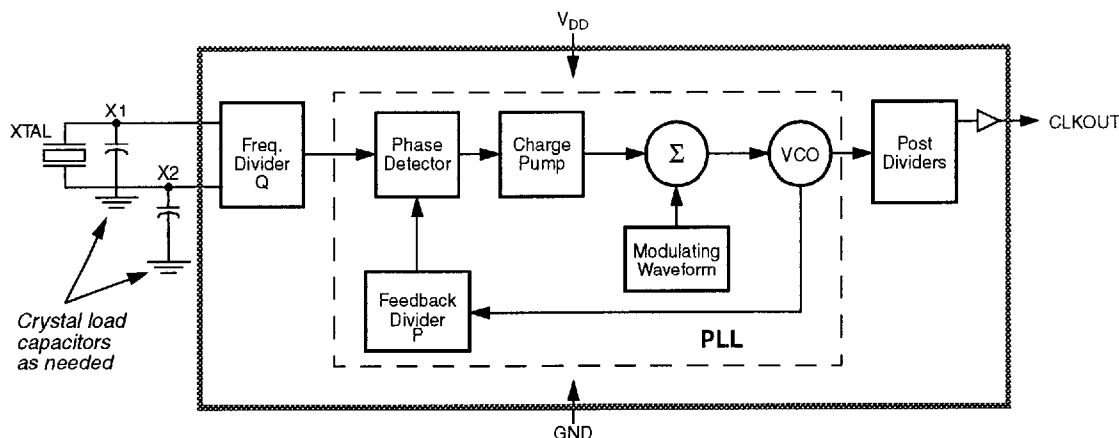 VDD
X1
XTAL
X2
Freq.
Divider
Q
Phase
Detector
Charge
Pump
Σ
VCO
Post
Dividers
CLKOUT
Modulating
Waveform
Feedback
Divider
P
PLL
Crystal load
capacitors
as needed
GND